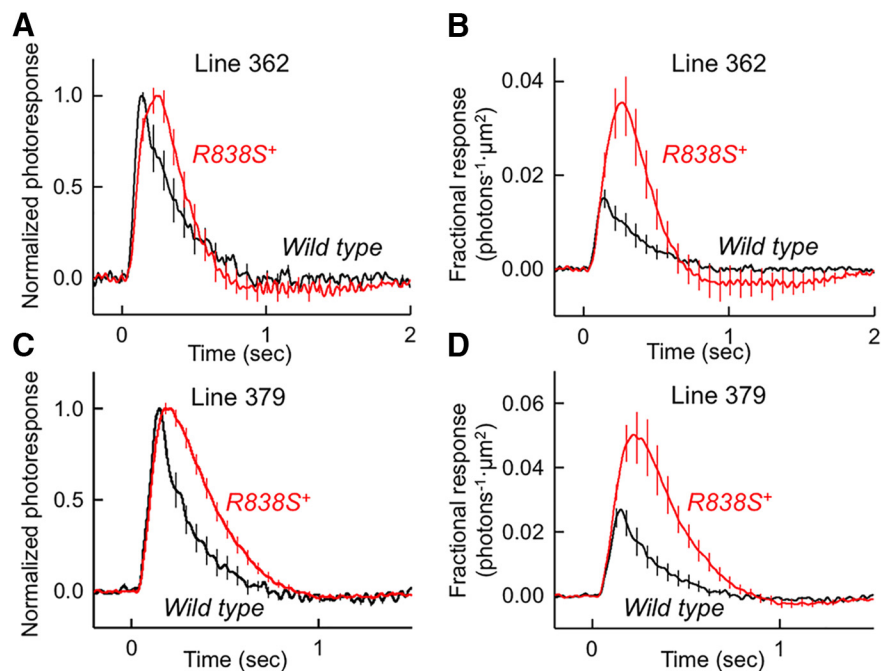 A
Line 362
Normalized photoresponse
1.0
0.5
0.0
R838S⁺
Wild type
0
1
2
Time (sec)
B
Line 362
Fractional response
(photons⁻¹·µm²)
0.04
0.02
0.00
R838S⁺
Wild type
0
1
2
Time (sec)
C
Line 379
Normalized photoresponse
1.0
0.5
0.0
R838S⁺
Wild type
0
1
Time (sec)
D
Line 379
Fractional response
(photons⁻¹·µm²)
0.06
0.04
0.02
0.00
R838S⁺
Wild type
0
1
Time (sec)